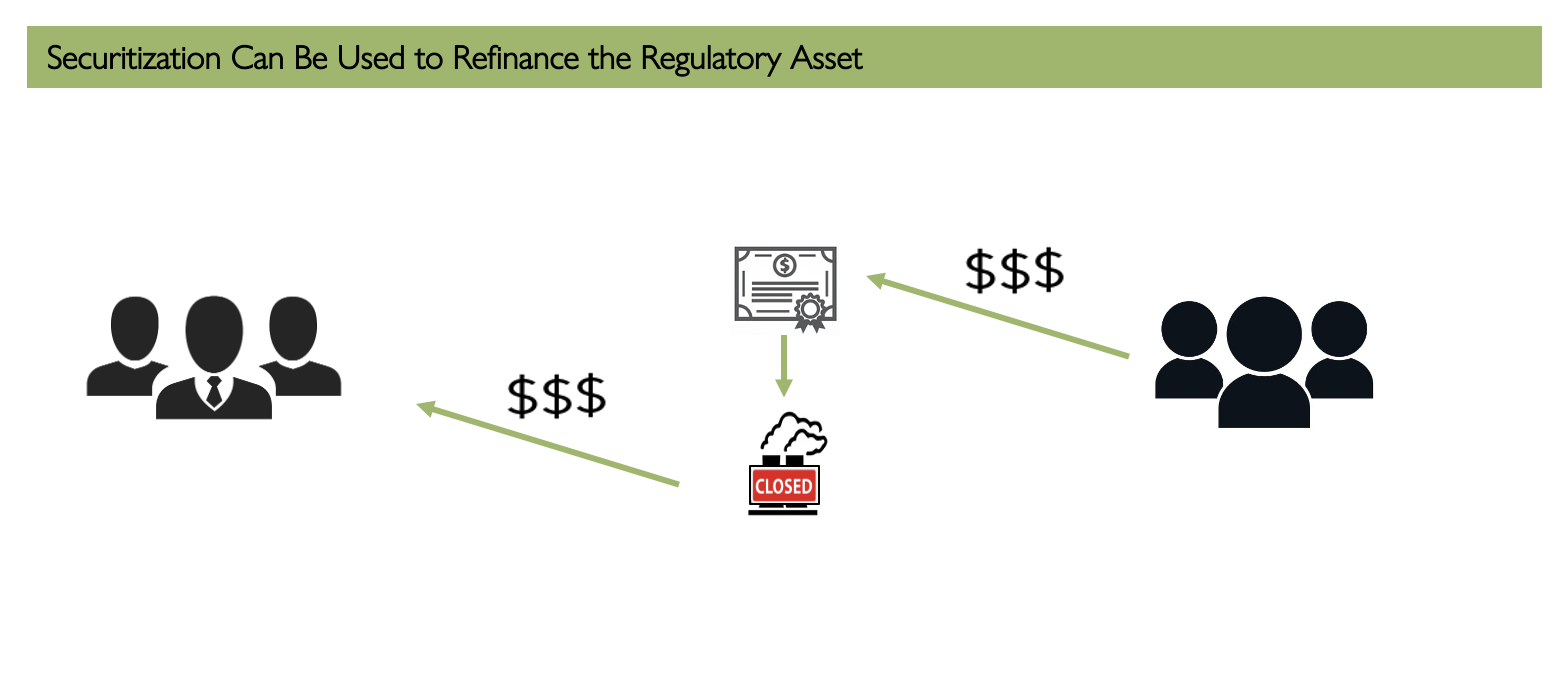 Securitization Can Be Used to Refinance the Regulatory Asset
$
$$$
$$$
CLOSED